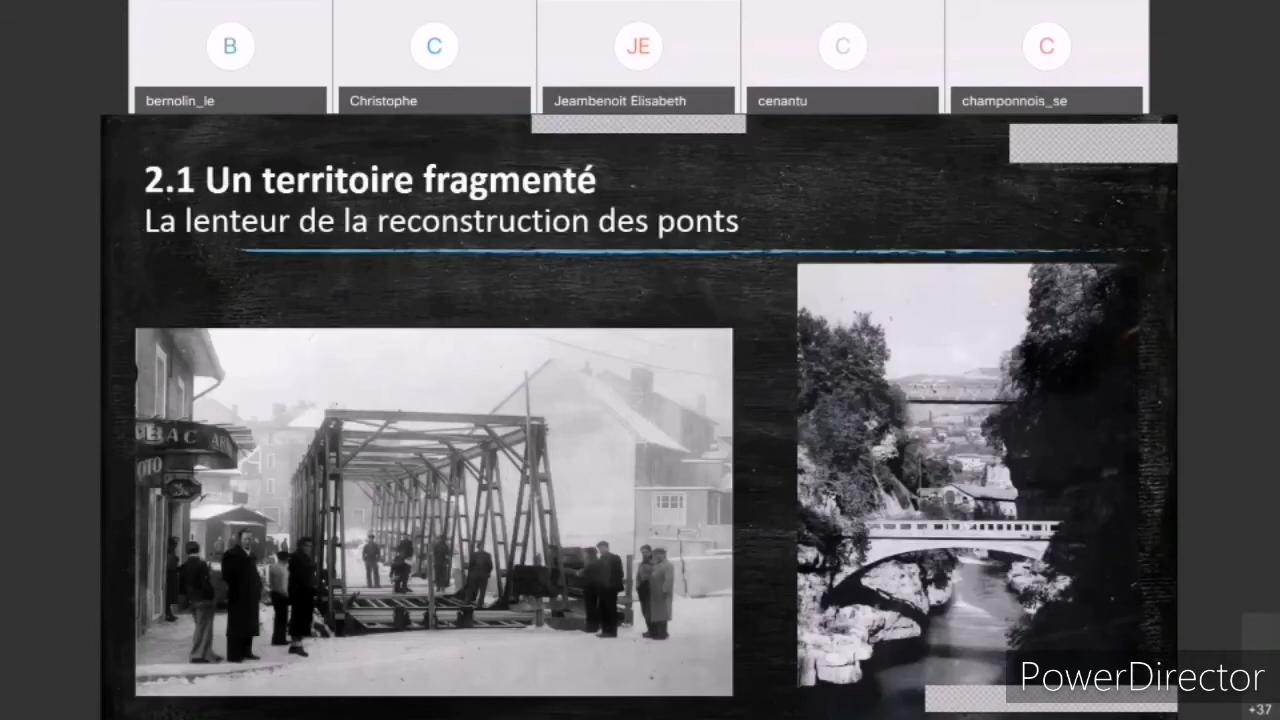 B
C
JE
C
C
bernolin_le
Christophe
Jeambenoit Elisabeth
cenantu
champonnois_se
2.1 Un territoire fragmenté
La lenteur de la reconstruction des ponts
PowerDirector
+37